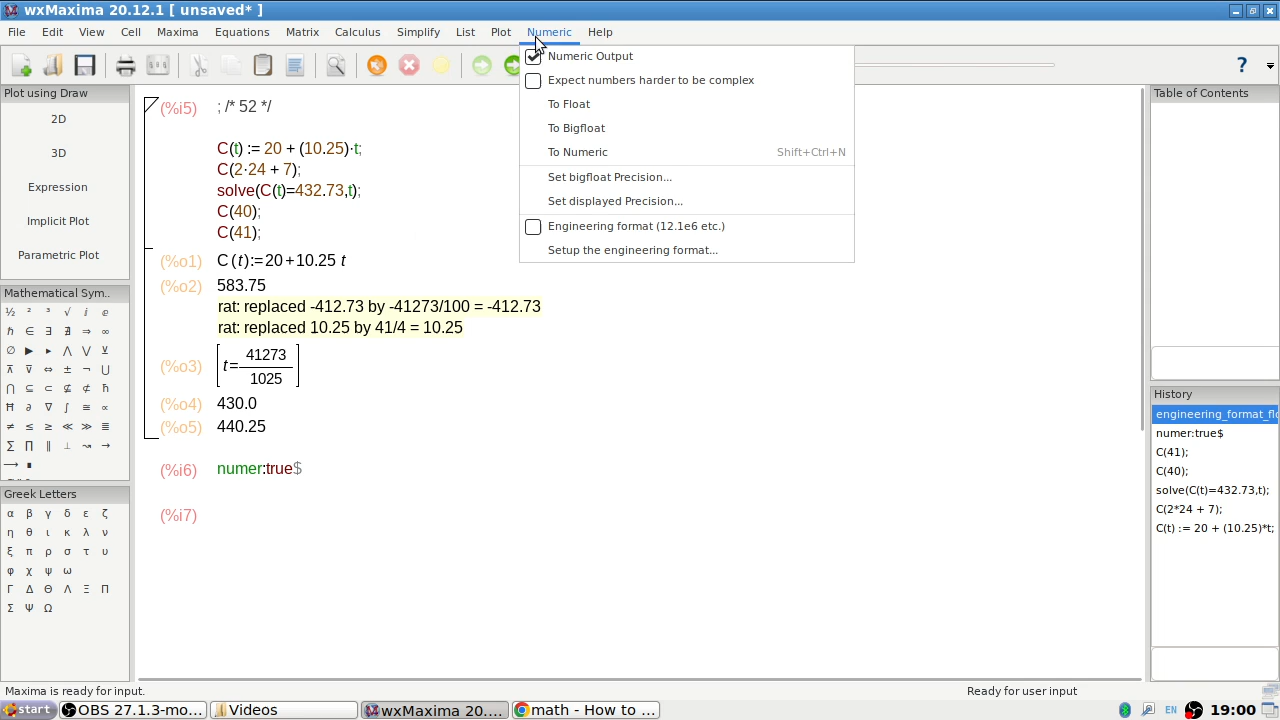 wxMaxima 20.12.1 [ unsaved* ]
File Edit View Cell Maxima Equations Matrix Calculus Simplify List Plot Numeric Help
Numeric Output
Expect numbers harder to be complex
To Float
To Bigfloat
To Numeric Shift+Ctrl+N
Set bigfloat Precision...
Set displayed Precision...
Engineering format (12.1e6 etc.)
Setup the engineering format...
Plot using Draw
2D
3D
Expression
Implicit Plot
Parametric Plot
Mathematical Sym..
½ ² ³ √ ⅈ ⅇ
ℏ ∈ ∃ ∄ ⇒ ∞
∅ ▶ ▸ ⋀ ⋁ ⊻
⊼ ⊽ ⇔ ± ¬ ⋃
⋂ ⊆ ⊂ ⊈ ⊄ ħ
Ħ ∂ ∇ ∫ ≅ ∝
≠ ≤ ≥ ≪ ≫ ≣
∑ ∏ ∥ ⊥ ↝ →
⟶ ∎
Greek Letters
α β γ δ ε ζ
η θ ι κ λ ν
ξ π ρ σ τ υ
φ χ ψ ω
Γ Δ Θ Λ Ξ Π
Σ Ψ Ω
(%i5) ; /* 52 */
C(t) := 20 + (10.25)·t;
C(2·24 + 7);
solve(C(t)=432.73,t);
C(40);
C(41);
(%o1) C(t):=20+10.25 t
(%o2) 583.75
rat: replaced -412.73 by -41273/100 = -412.73
rat: replaced 10.25 by 41/4 = 10.25
(%o3) [t=41273/1025]
(%o4) 430.0
(%o5) 440.25
(%i6) numer:true$
(%i7)
Table of Contents
History
engineering_format_flo
numer:true$
C(41);
C(40);
solve(C(t)=432.73,t);
C(2*24 + 7);
C(t) := 20 + (10.25)*t;
Maxima is ready for input. Ready for user input
start OBS 27.1.3-mo... Videos wxMaxima 20.... math - How to ... EN 19:00